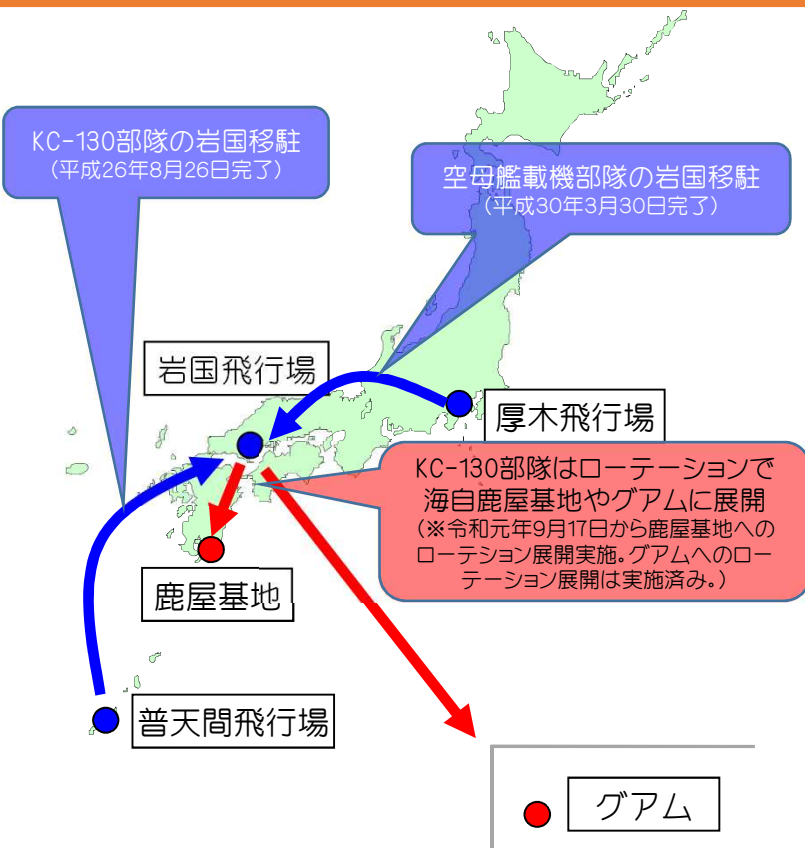 KC-130部隊の岩国移駐
(平成26年8月26日完了)
空母艦載機部隊の岩国移駐
(平成30年3月30日完了)
岩国飛行場
厚木飛行場
KC-130部隊はローテーションで
海自鹿屋基地やグアムに展開
(※令和元年9月17日から鹿屋基地への
ローテション展開実施。グアムへのロー
テーション展開は実施済み。)
鹿屋基地
普天間飛行場
グアム